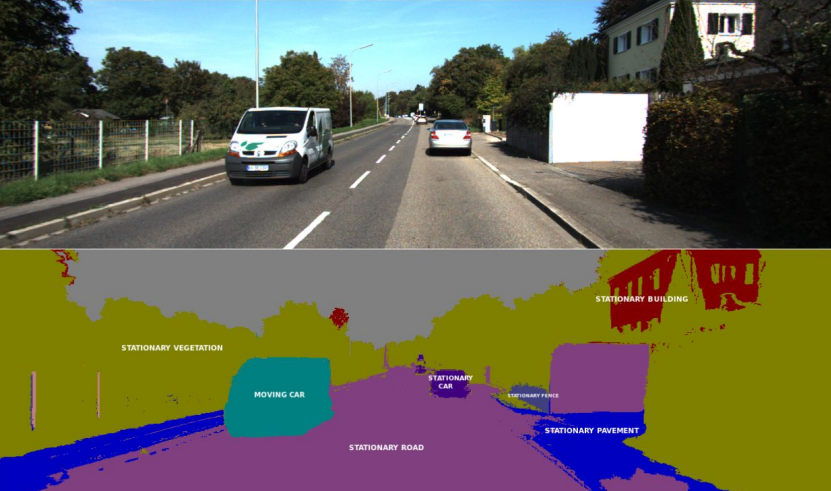 STATIONARY BUILDING
STATIONARY VEGETATION
STATIONARY
CAR
MOVING CAR
STATIONARY FENCE
STATIONARY PAVEMENT
STATIONARY ROAD